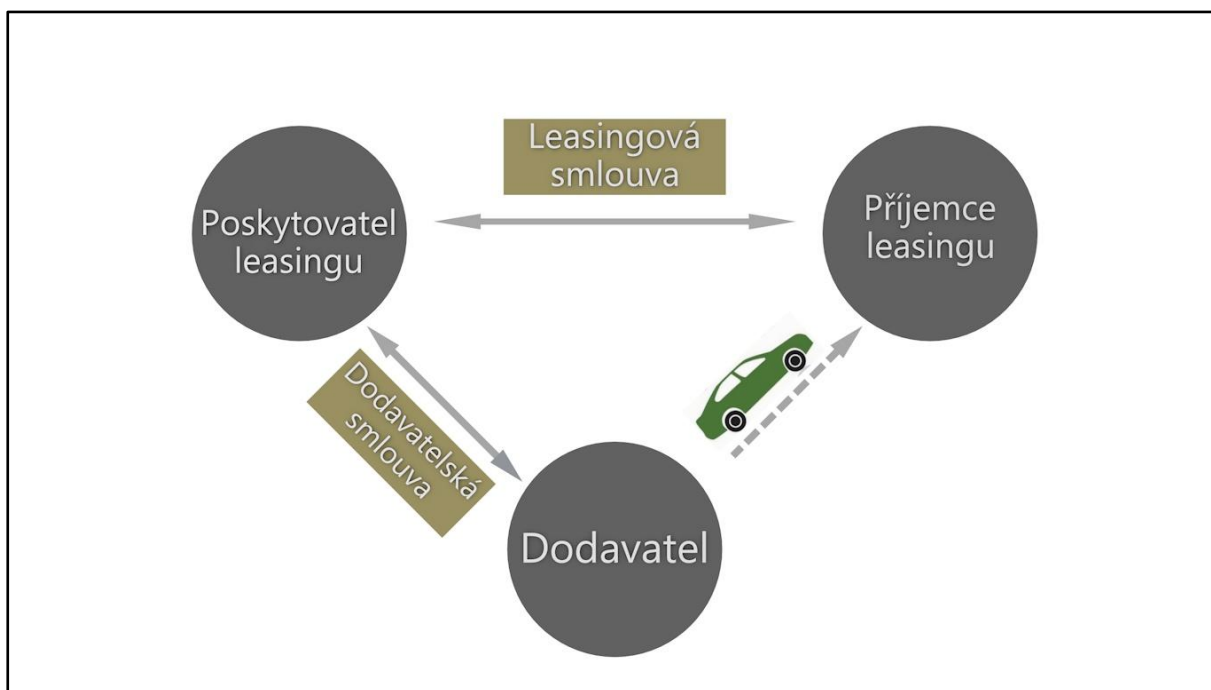 Leasingová
smlouva
Poskytovatel
leasingu
Příjemce
leasingu
Dodavatelská
smlouva
Dodavatel